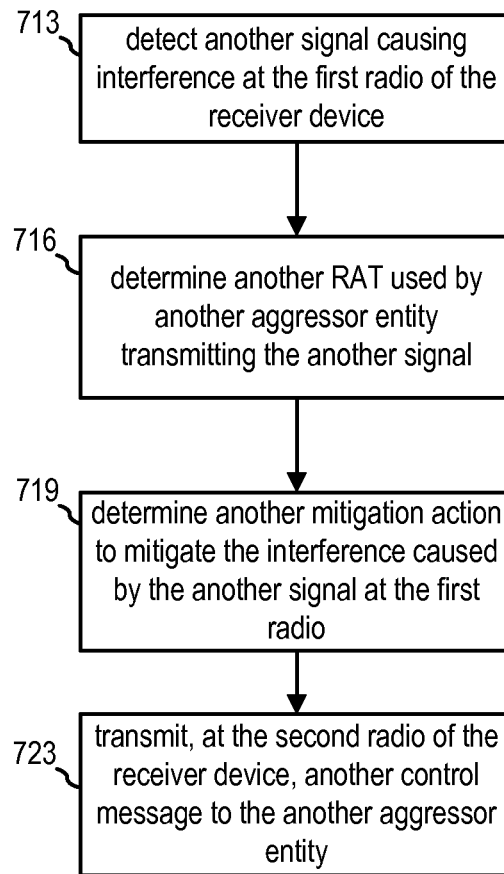 713
detect another signal causing
interference at the first radio of the
receiver device
716
determine another RAT used by
another aggressor entity
transmitting the another signal
719
determine another mitigation action
to mitigate the interference caused
by the another signal at the first
radio
723
transmit, at the second radio of the
receiver device, another control
message to the another aggressor
entity